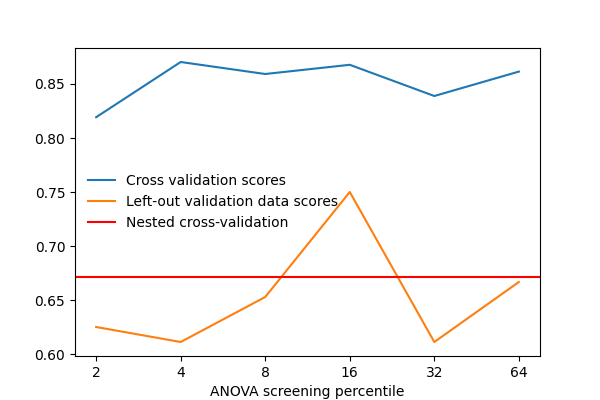 0.85
0.80
0.75
0.70
0.65
0.60
Cross validation scores
Left-out validation data scores
Nested cross-validation
2 4 8 16 32 64
ANOVA screening percentile